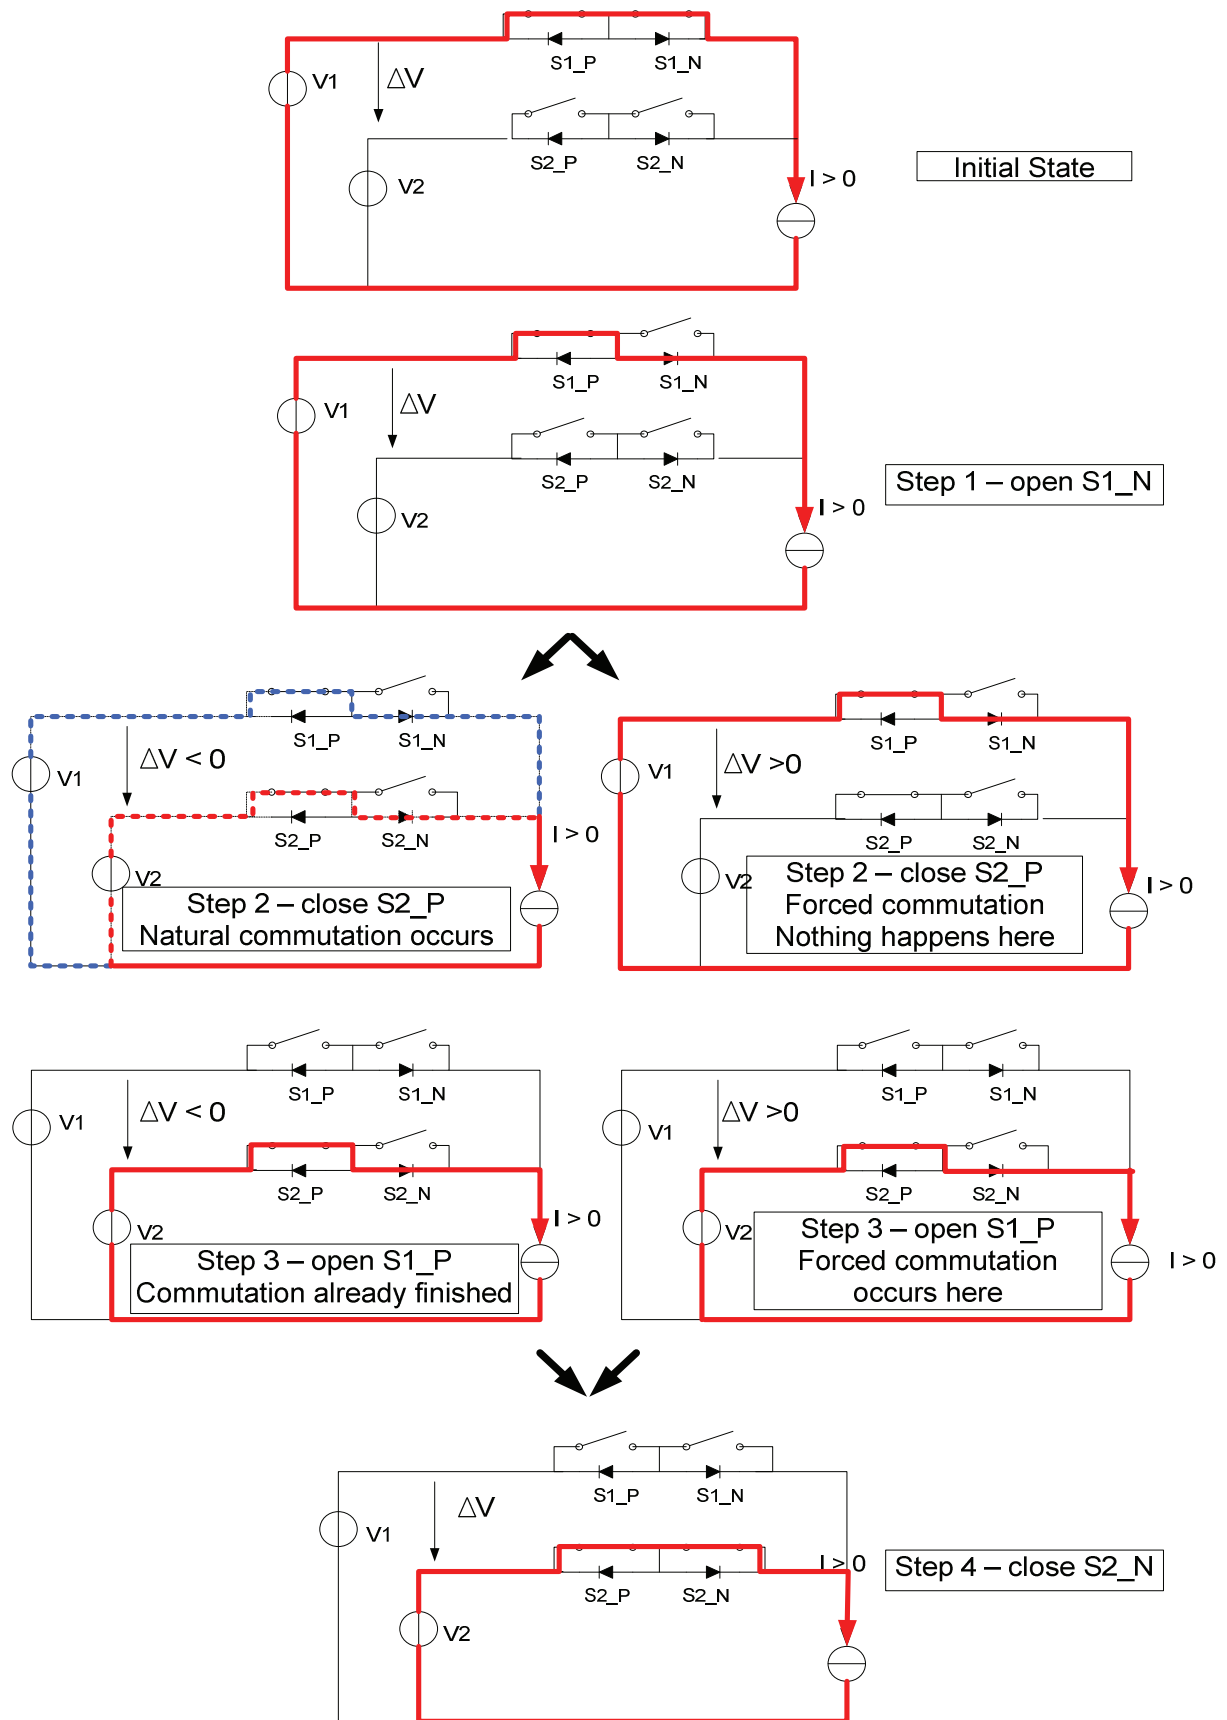 S1_P
S1_N
V1
ΔV
S2_P
S2_N
V2
I > 0
Initial State
S1_P
S1_N
V1
ΔV
S2_P
S2_N
V2
I > 0
Step 1 – open S1_N
S1_P
S1_N
V1
ΔV < 0
S2_P
S2_N
I > 0
V2
Step 2 – close S2_P
Natural commutation occurs
S1_P
S1_N
V1
ΔV >0
S2_P
S2_N
V2
I > 0
Step 2 – close S2_P
Forced commutation
Nothing happens here
S1_P
S1_N
V1
ΔV < 0
S2_P
S2_N
V2
I > 0
Step 3 – open S1_P
Commutation already finished
S1_P
S1_N
V1
ΔV >0
S2_P
S2_N
V2
I > 0
Step 3 – open S1_P
Forced commutation
occurs here
S1_P
S1_N
V1
ΔV
S2_P
S2_N
I > 0
V2
Step 4 – close S2_N